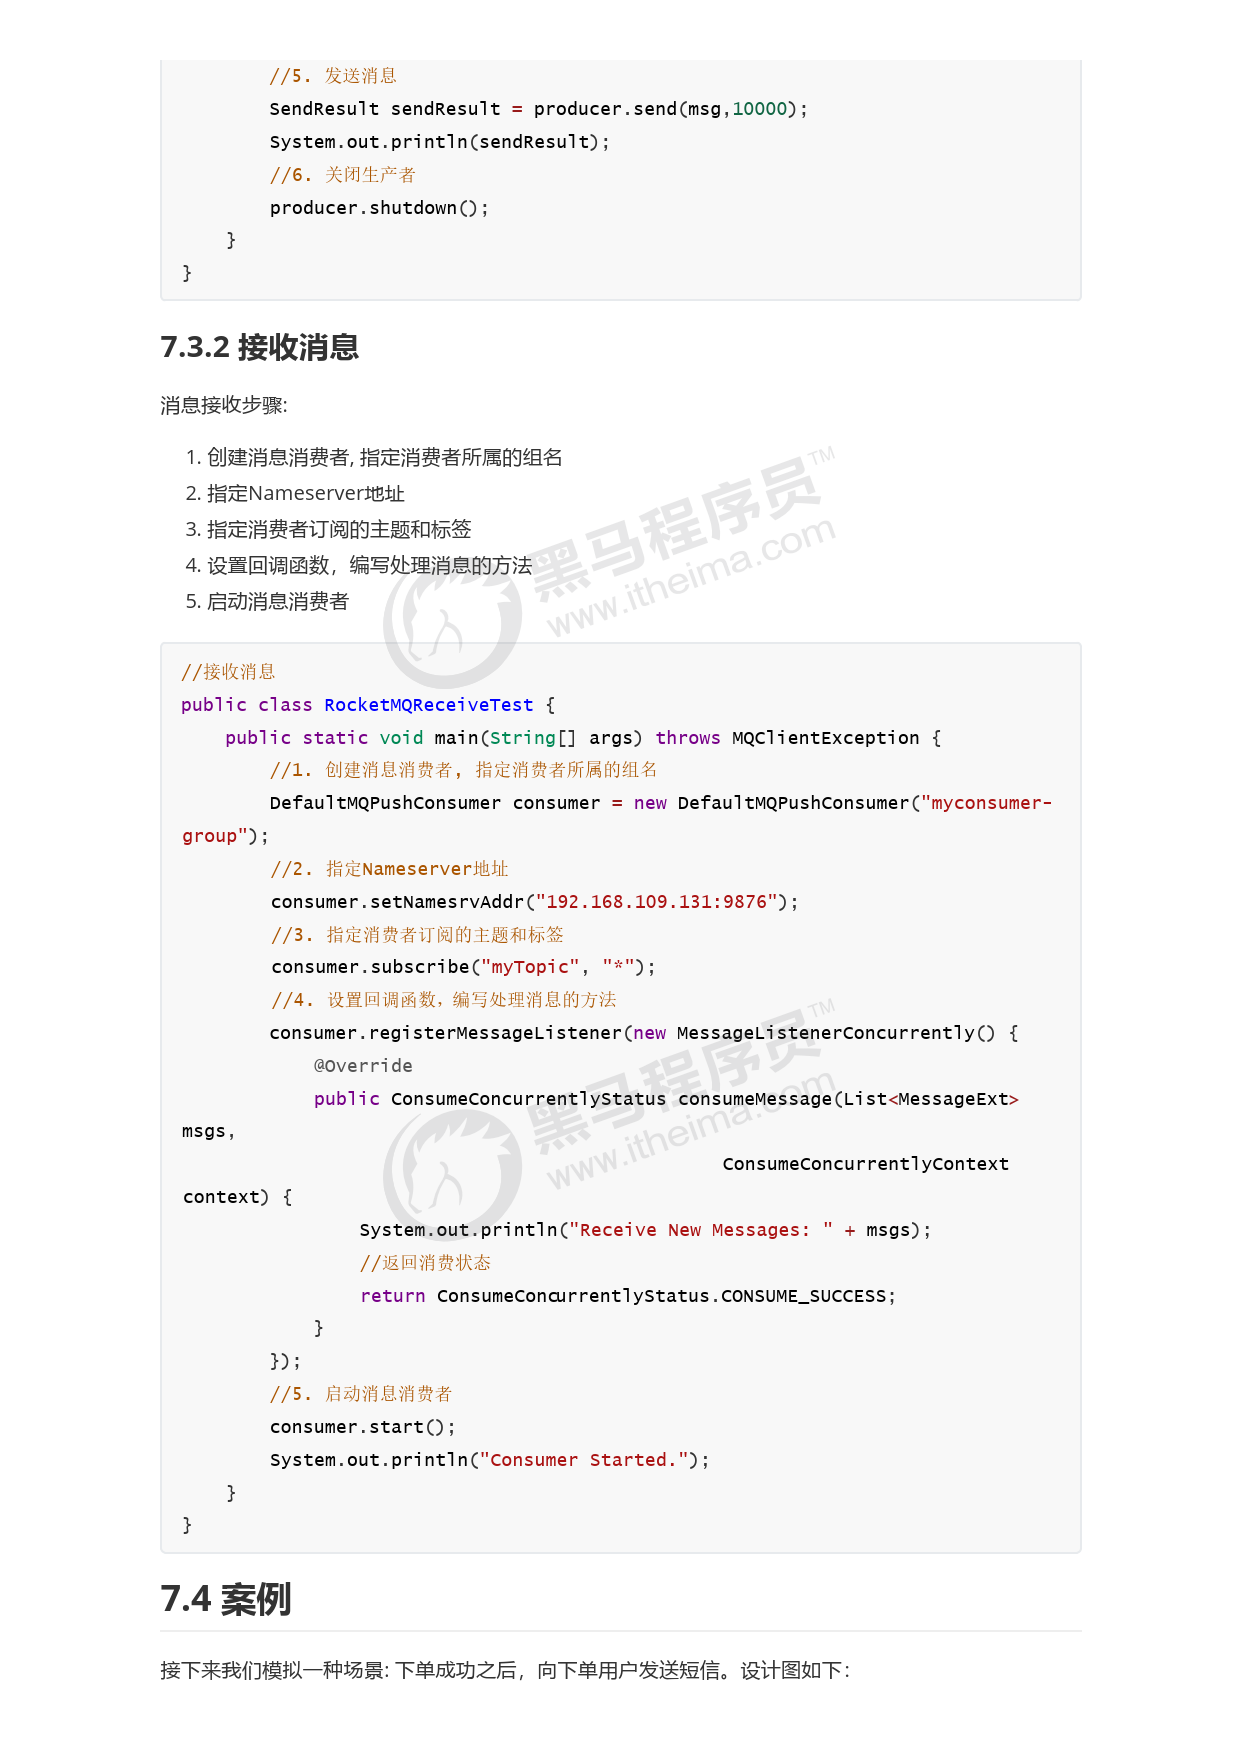 //5. 发送消息
SendResult sendResult = producer.send(msg,10000);
System.out.println(sendResult);
//6. 关闭生产者
producer.shutdown();
}
}
7.3.2 接收消息
消息接收步骤:
1. 创建消息消费者, 指定消费者所属的组名
2. 指定Nameserver地址
3. 指定消费者订阅的主题和标签
4. 设置回调函数，编写处理消息的方法
5. 启动消息消费者
黑马程序员™
www.itheima.com
//接收消息
public class RocketMQReceiveTest {
public static void main(String[] args) throws MQClientException {
//1. 创建消息消费者, 指定消费者所属的组名
DefaultMQPushConsumer consumer = new DefaultMQPushConsumer("myconsumer-
group");
//2. 指定Nameserver地址
consumer.setNamesrvAddr("192.168.109.131:9876");
//3. 指定消费者订阅的主题和标签
consumer.subscribe("myTopic", "*");
//4. 设置回调函数，编写处理消息的方法
consumer.registerMessageListener(new MessageListenerConcurrently() {
@Override
public ConsumeConcurrentlyStatus consumeMessage(List<MessageExt>
msgs,
ConsumeConcurrentlyContext
context) {
黑马程序员™
www.itheima.com
System.out.println("Receive New Messages: " + msgs);
//返回消费状态
return ConsumeConcurrentlyStatus.CONSUME_SUCCESS;
}
});
//5. 启动消息消费者
consumer.start();
System.out.println("Consumer Started.");
}
}
7.4 案例
接下来我们模拟一种场景: 下单成功之后，向下单用户发送短信。设计图如下：